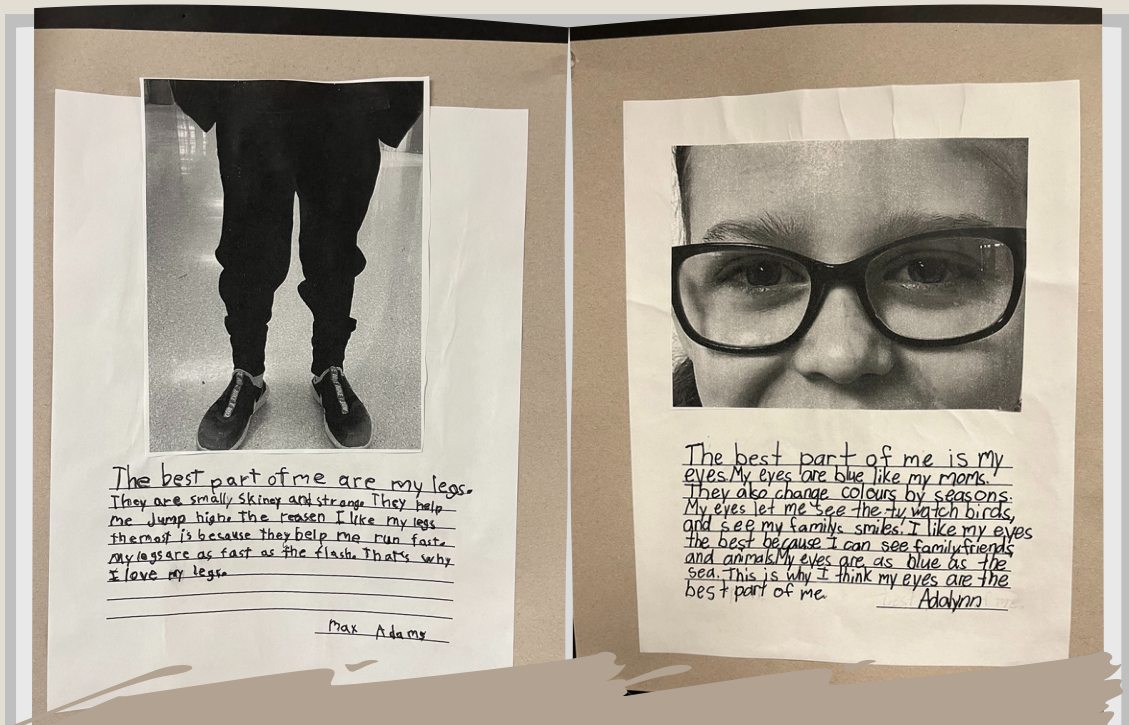 The best part of me are my legs.
They are smally skiney and strange They help
me Jump high. The reasen I like my legs
themost is because they help me run fast.
my legs are as fast as the flash. That's why
I love my legs.
Max Adams
The best part of me is my
eyes.My eyes are blue like my moms.
They also change colours by seasons.
My eyes let me see the tv, watch birds,
and see my familys smiles! I like my eyes
the best because I can see family friends
and animals.My eyes are as blue as the
sea. This is why I think my eyes are the
best part of me.
Adalynn